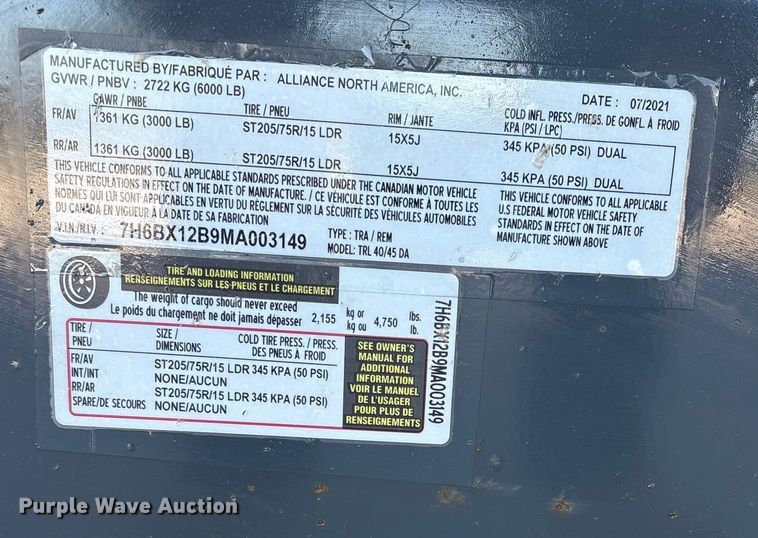 MANUFACTURED BY/FABRIQUÉ PAR : ALLIANCE NORTH AMERICA, INC.
GVWR / PNBV : 2722 KG (6000 LB)
DATE : 07/2021
GAWR / PNBE TIRE / PNEU RIM / JANTE COLD INFL. PRESS./PRESS. DE GONFL. À FROID
KPA (PSI / LPC)
FR/AV 1361 KG (3000 LB) ST205/75R/15 LDR 15X5J 345 KPA (50 PSI) DUAL
RR/AR 1361 KG (3000 LB) ST205/75R/15 LDR 15X5J 345 KPA (50 PSI) DUAL
THIS VEHICLE CONFORMS TO ALL APPLICABLE STANDARDS PRESCRIBED UNDER THE CANADIAN MOTOR VEHICLE
SAFETY REGULATIONS IN EFFECT ON THE DATE OF MANUFACTURE. / CE VÉHICULE EST CONFORME À TOUTES LES
NORMES QUI LUI SONT APPLICABLES EN VERTU DU RÈGLEMENT SUR LA SÉCURITÉ DES VÉHICULES AUTOMOBILES
DU CANADA EN VIGUEUR À LA DATE DE SA FABRICATION
THIS VEHICLE CONFORMS TO ALL APPLICABLE
U.S FEDERAL MOTOR VEHICLE SAFETY
STANDARDS IN EFFECT ON THE DATE OF
MANUFACTURE SHOWN ABOVE
V.I.N./N.I.V. : 7H6BX12B9MA003149
TYPE : TRA / REM
MODEL: TRL 40/45 DA
TIRE AND LOADING INFORMATION
RENSEIGNEMENTS SUR LES PNEUS ET LE CHARGEMENT
The weight of cargo should never exceed
Le poids du chargement ne doit jamais dépasser
2,155 kg or
kg ou
4,750 lbs.
lb.
TIRE /
PNEU
SIZE /
DIMENSIONS
COLD TIRE PRESSURE /
PRESS. DES PNEUS À FROID
FR/AV ST205/75R/15 LDR 345 KPA (50 PSI)
INT/INT NONE/AUCUN
RR/AR ST205/75R/15 LDR 345 KPA (50 PSI)
SPARE/DE SECOURS NONE/AUCUN
SEE OWNER'S
MANUAL FOR
ADDITIONAL
INFORMATION
VOIR LE MANUEL
DE L'USAGER
POUR PLUS DE
RENSEIGNEMENTS
7H6BX12B9MA003149
Purple Wave Auction